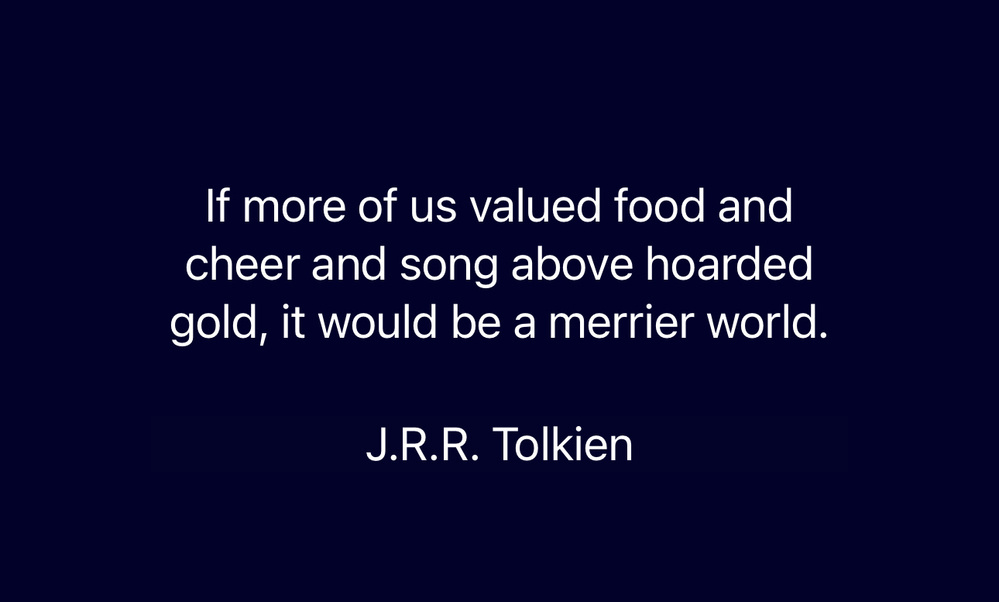 If more of us valued food and
cheer and song above hoarded
gold, it would be a merrier world.
J.R.R. Tolkien